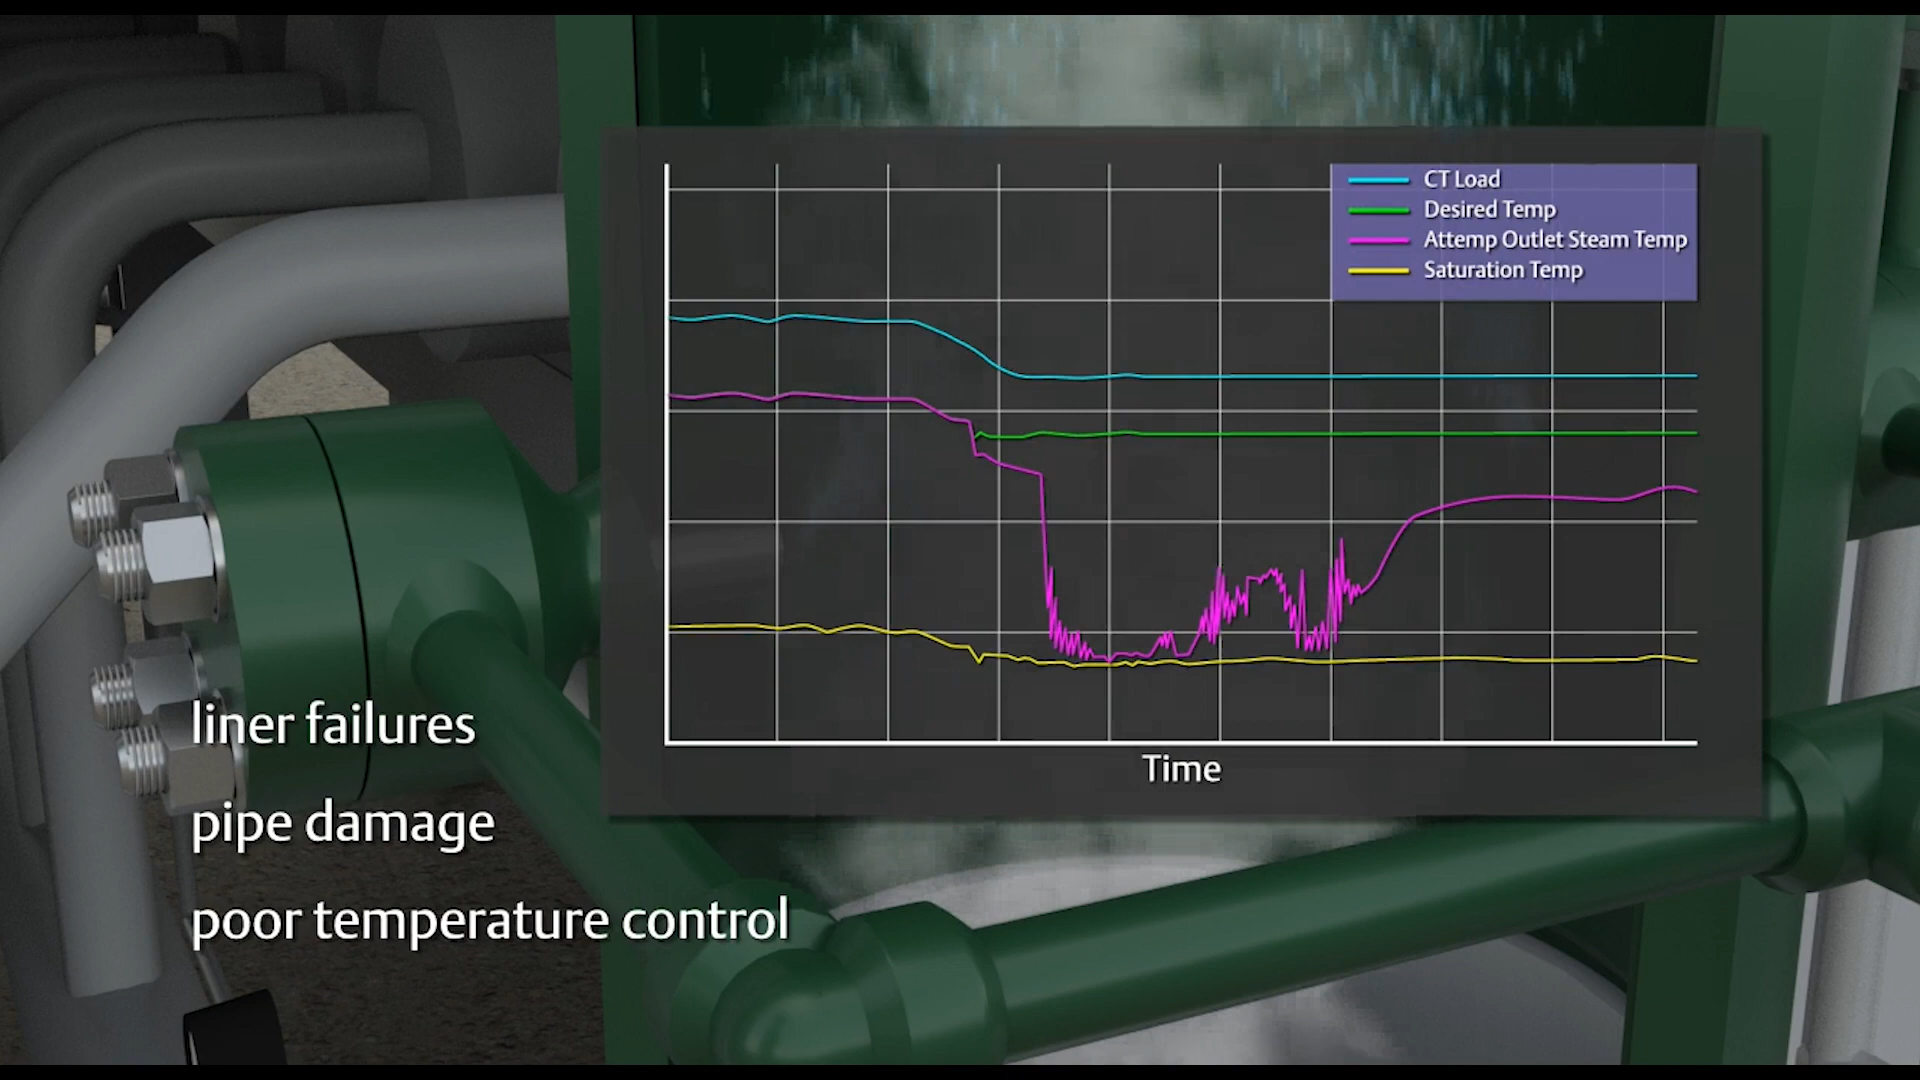 CT Load
Desired Temp
Attemp Outlet Steam Temp
Saturation Temp
Time
liner failures
pipe damage
poor temperature control